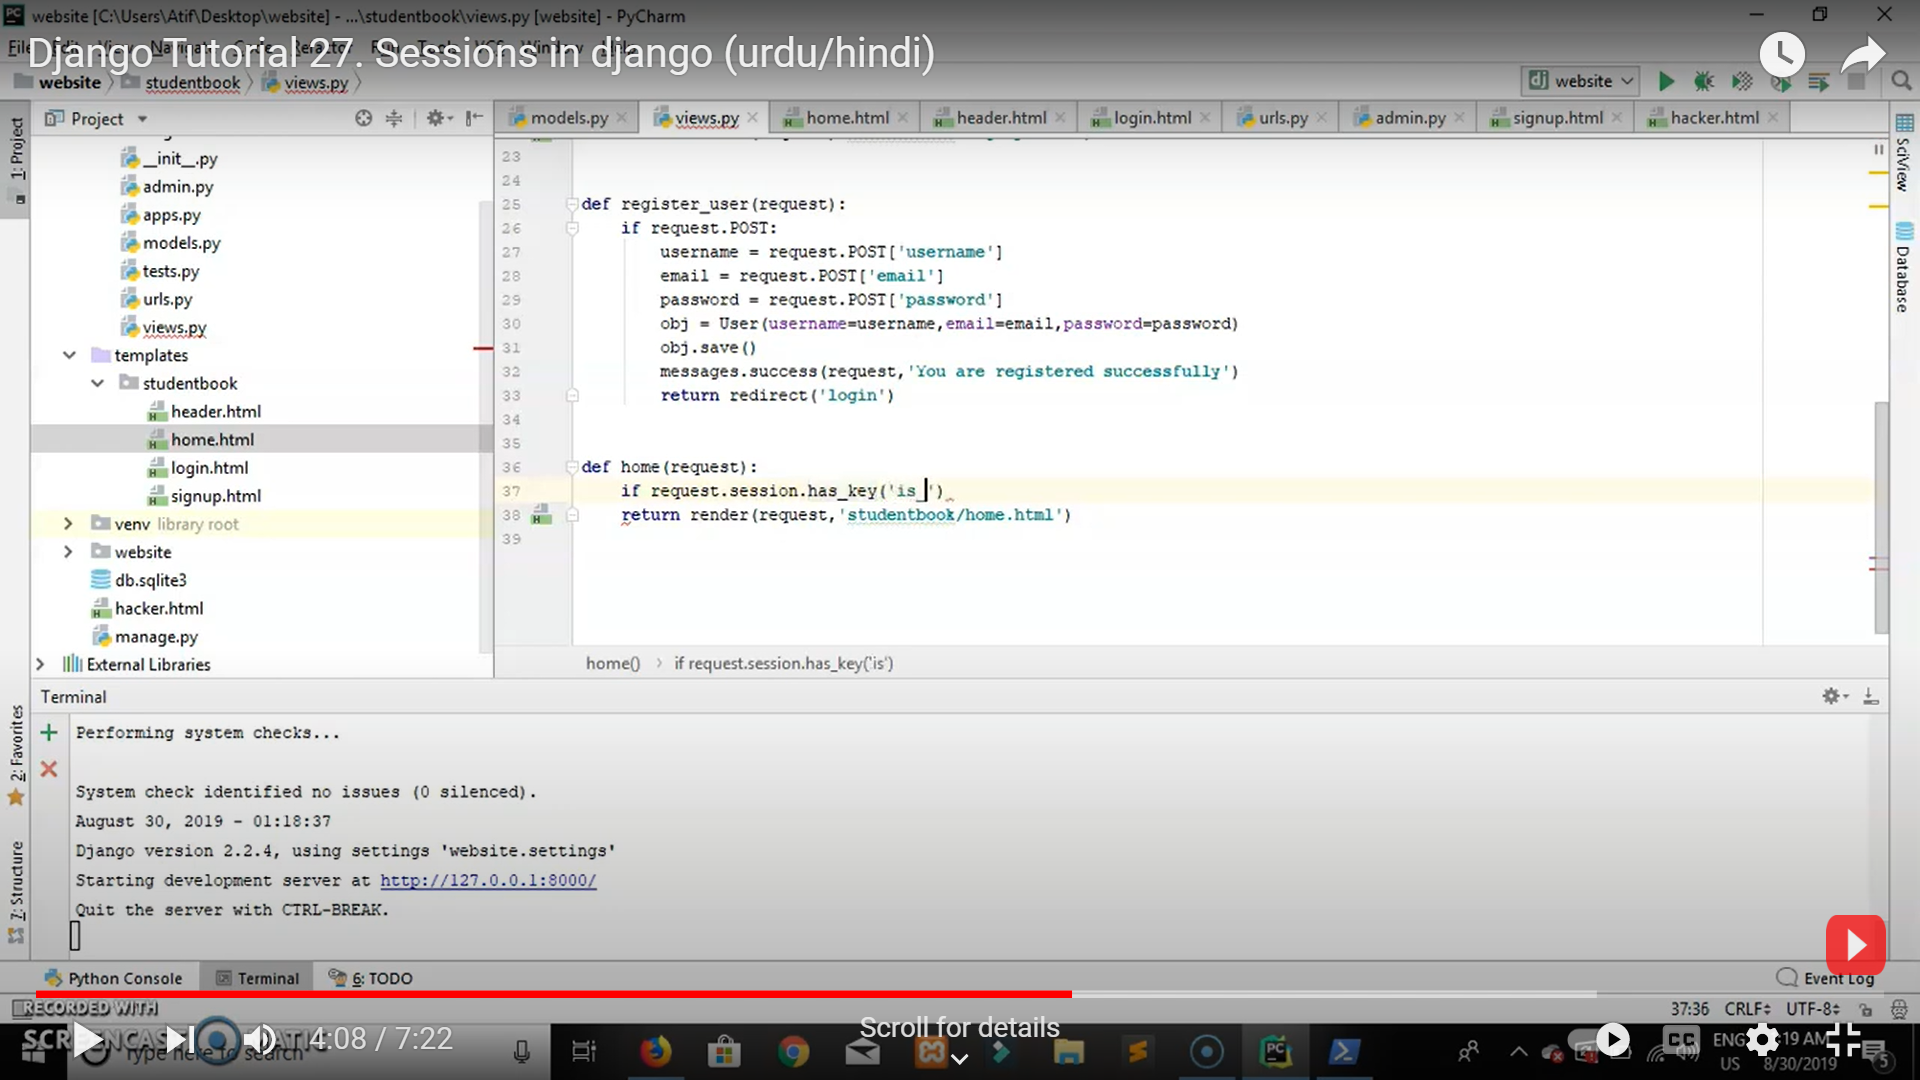 website [C:\Users\Atif\Desktop\website] - ...\studentbook\views.py [website] - PyCharm
Django Tutorial 27. Sessions in django (urdu/hindi)
website studentbook views.py
website
Project
models.py views.py home.html header.html login.html urls.py admin.py signup.html hacker.html
1: Project
SciView
Database
__init__.py
admin.py
apps.py
models.py
tests.py
urls.py
views.py
templates
studentbook
header.html
home.html
login.html
signup.html
venv library root
website
db.sqlite3
hacker.html
manage.py
External Libraries
23
24
25 def register_user(request):
26 if request.POST:
27 username = request.POST['username']
28 email = request.POST['email']
29 password = request.POST['password']
30 obj = User(username=username,email=email,password=password)
31 obj.save()
32 messages.success(request,'You are registered successfully')
33 return redirect('login')
34
35
36 def home(request):
37 if request.session.has_key('is_')
38 return render(request,'studentbook/home.html')
39
home() if request.session.has_key('is')
Terminal
2: Favorites
7: Structure
Performing system checks...
System check identified no issues (0 silenced).
August 30, 2019 - 01:18:37
Django version 2.2.4, using settings 'website.settings'
Starting development server at http://127.0.0.1:8000/
Quit the server with CTRL-BREAK.
Python Console Terminal 6: TODO
Event Log
RECORDED WITH
37:36 CRLF UTF-8
4:08 / 7:22
Scroll for details
Type here to search
CC
ENG
US
:19 AM
8/30/2019
5